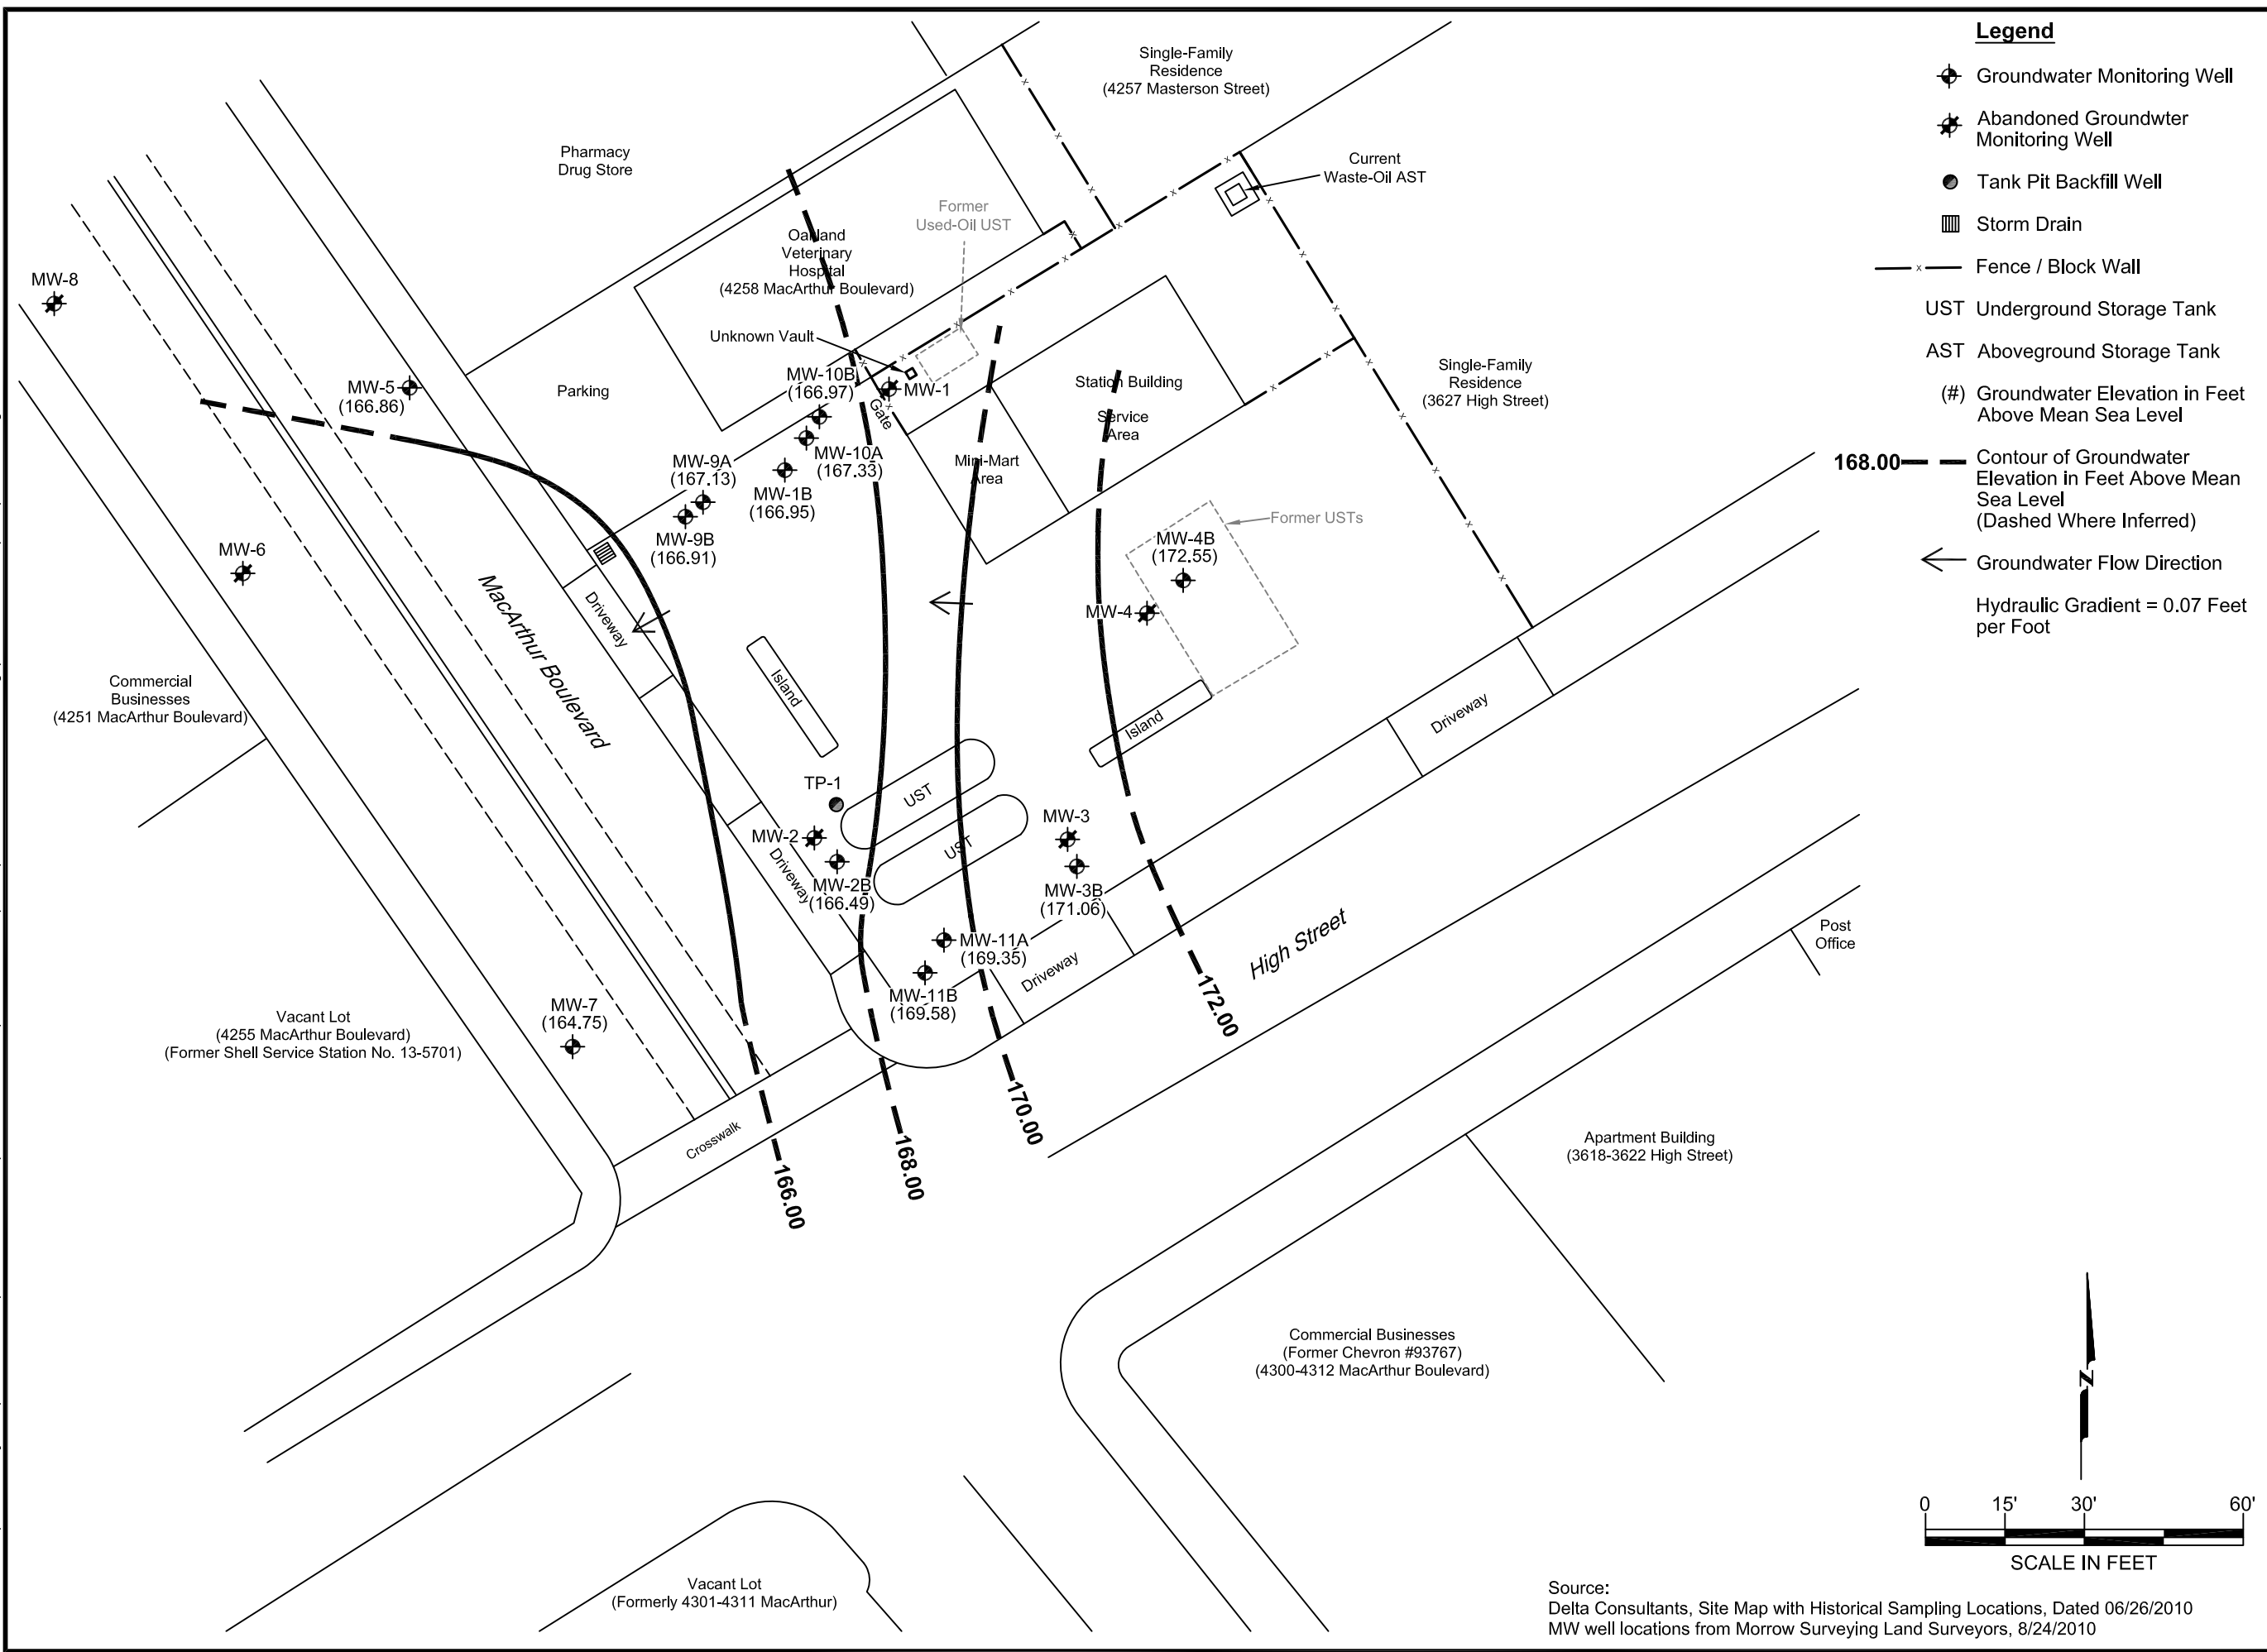 Legend
Groundwater Monitoring Well
Abandoned Groundwter
Monitoring Well
Tank Pit Backfill Well
Storm Drain
x Fence / Block Wall
UST Underground Storage Tank
AST Aboveground Storage Tank
(#) Groundwater Elevation in Feet
Above Mean Sea Level
168.00 Contour of Groundwater
Elevation in Feet Above Mean
Sea Level
(Dashed Where Inferred)
Groundwater Flow Direction
Hydraulic Gradient = 0.07 Feet
per Foot
Single-Family
Residence
(4257 Masterson Street)
Pharmacy
Drug Store
Current
Waste-Oil AST
Former
Used-Oil UST
Oakland
Veterinary
Hospital
(4258 MacArthur Boulevard)
Unknown Vault
MW-8
MW-5
(166.86)
Parking
MW-10B
(166.97)
MW-1
Gate
Station Building
Service
Area
Single-Family
Residence
(3627 High Street)
MW-10A
(167.33)
Mini-Mart
Area
MW-9A
(167.13)
MW-1B
(166.95)
MW-9B
(166.91)
Former USTs
MW-4B
(172.55)
MW-4
MW-6
MacArthur Boulevard
Driveway
Island
Island
Driveway
Commercial
Businesses
(4251 MacArthur Boulevard)
TP-1
UST
UST
MW-2
Driveway
MW-2B
(166.49)
MW-3
MW-3B
(171.06)
MW-11A
(169.35)
MW-11B
(169.58)
Driveway
High Street
Post
Office
172.00
MW-7
(164.75)
Vacant Lot
(4255 MacArthur Boulevard)
(Former Shell Service Station No. 13-5701)
170.00
168.00
166.00
Crosswalk
Apartment Building
(3618-3622 High Street)
Commercial Businesses
(Former Chevron #93767)
(4300-4312 MacArthur Boulevard)
Vacant Lot
(Formerly 4301-4311 MacArthur)
N
0 15' 30' 60'
SCALE IN FEET
Source:
Delta Consultants, Site Map with Historical Sampling Locations, Dated 06/26/2010
MW well locations from Morrow Surveying Land Surveyors, 8/24/2010